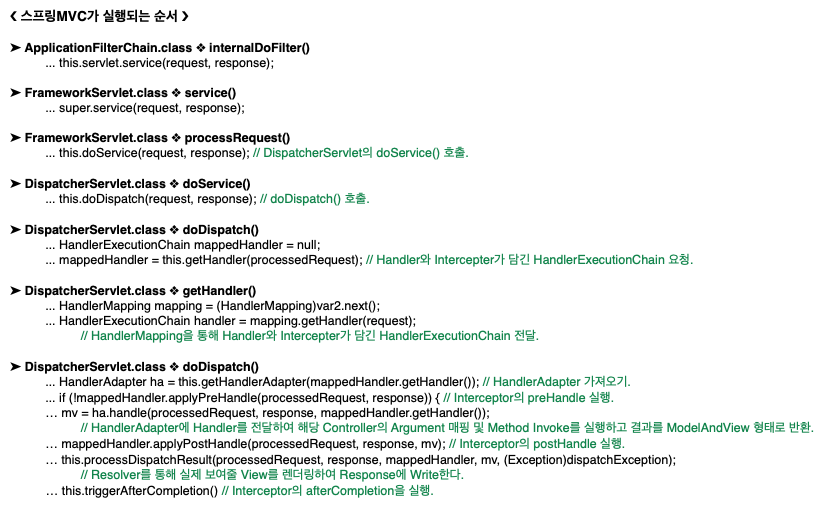 ❮ 스프링MVC가 실행되는 순서 ❯
➤ ApplicationFilterChain.class ❖ internalDoFilter()
... this.servlet.service(request, response);
➤ FrameworkServlet.class ❖ service()
... super.service(request, response);
➤ FrameworkServlet.class ❖ processRequest()
... this.doService(request, response); // DispatcherServlet의 doService() 호출.
➤ DispatcherServlet.class ❖ doService()
... this.doDispatch(request, response); // doDispatch() 호출.
➤ DispatcherServlet.class ❖ doDispatch()
... HandlerExecutionChain mappedHandler = null;
... mappedHandler = this.getHandler(processedRequest); // Handler와 Intercepter가 담긴 HandlerExecutionChain 요청.
➤ DispatcherServlet.class ❖ getHandler()
... HandlerMapping mapping = (HandlerMapping)var2.next();
... HandlerExecutionChain handler = mapping.getHandler(request);
// HandlerMapping을 통해 Handler와 Intercepter가 담긴 HandlerExecutionChain 전달.
➤ DispatcherServlet.class ❖ doDispatch()
... HandlerAdapter ha = this.getHandlerAdapter(mappedHandler.getHandler()); // HandlerAdapter 가져오기.
... if (!mappedHandler.applyPreHandle(processedRequest, response)) { // Interceptor의 preHandle 실행.
… mv = ha.handle(processedRequest, response, mappedHandler.getHandler());
// HandlerAdapter에 Handler를 전달하여 해당 Controller의 Argument 매핑 및 Method Invoke를 실행하고 결과를 ModelAndView 형태로 반환.
… mappedHandler.applyPostHandle(processedRequest, response, mv); // Interceptor의 postHandle 실행.
… this.processDispatchResult(processedRequest, response, mappedHandler, mv, (Exception)dispatchException);
// Resolver를 통해 실제 보여줄 View를 렌더링하여 Response에 Write한다.
… this.triggerAfterCompletion() // Interceptor의 afterCompletion을 실행.